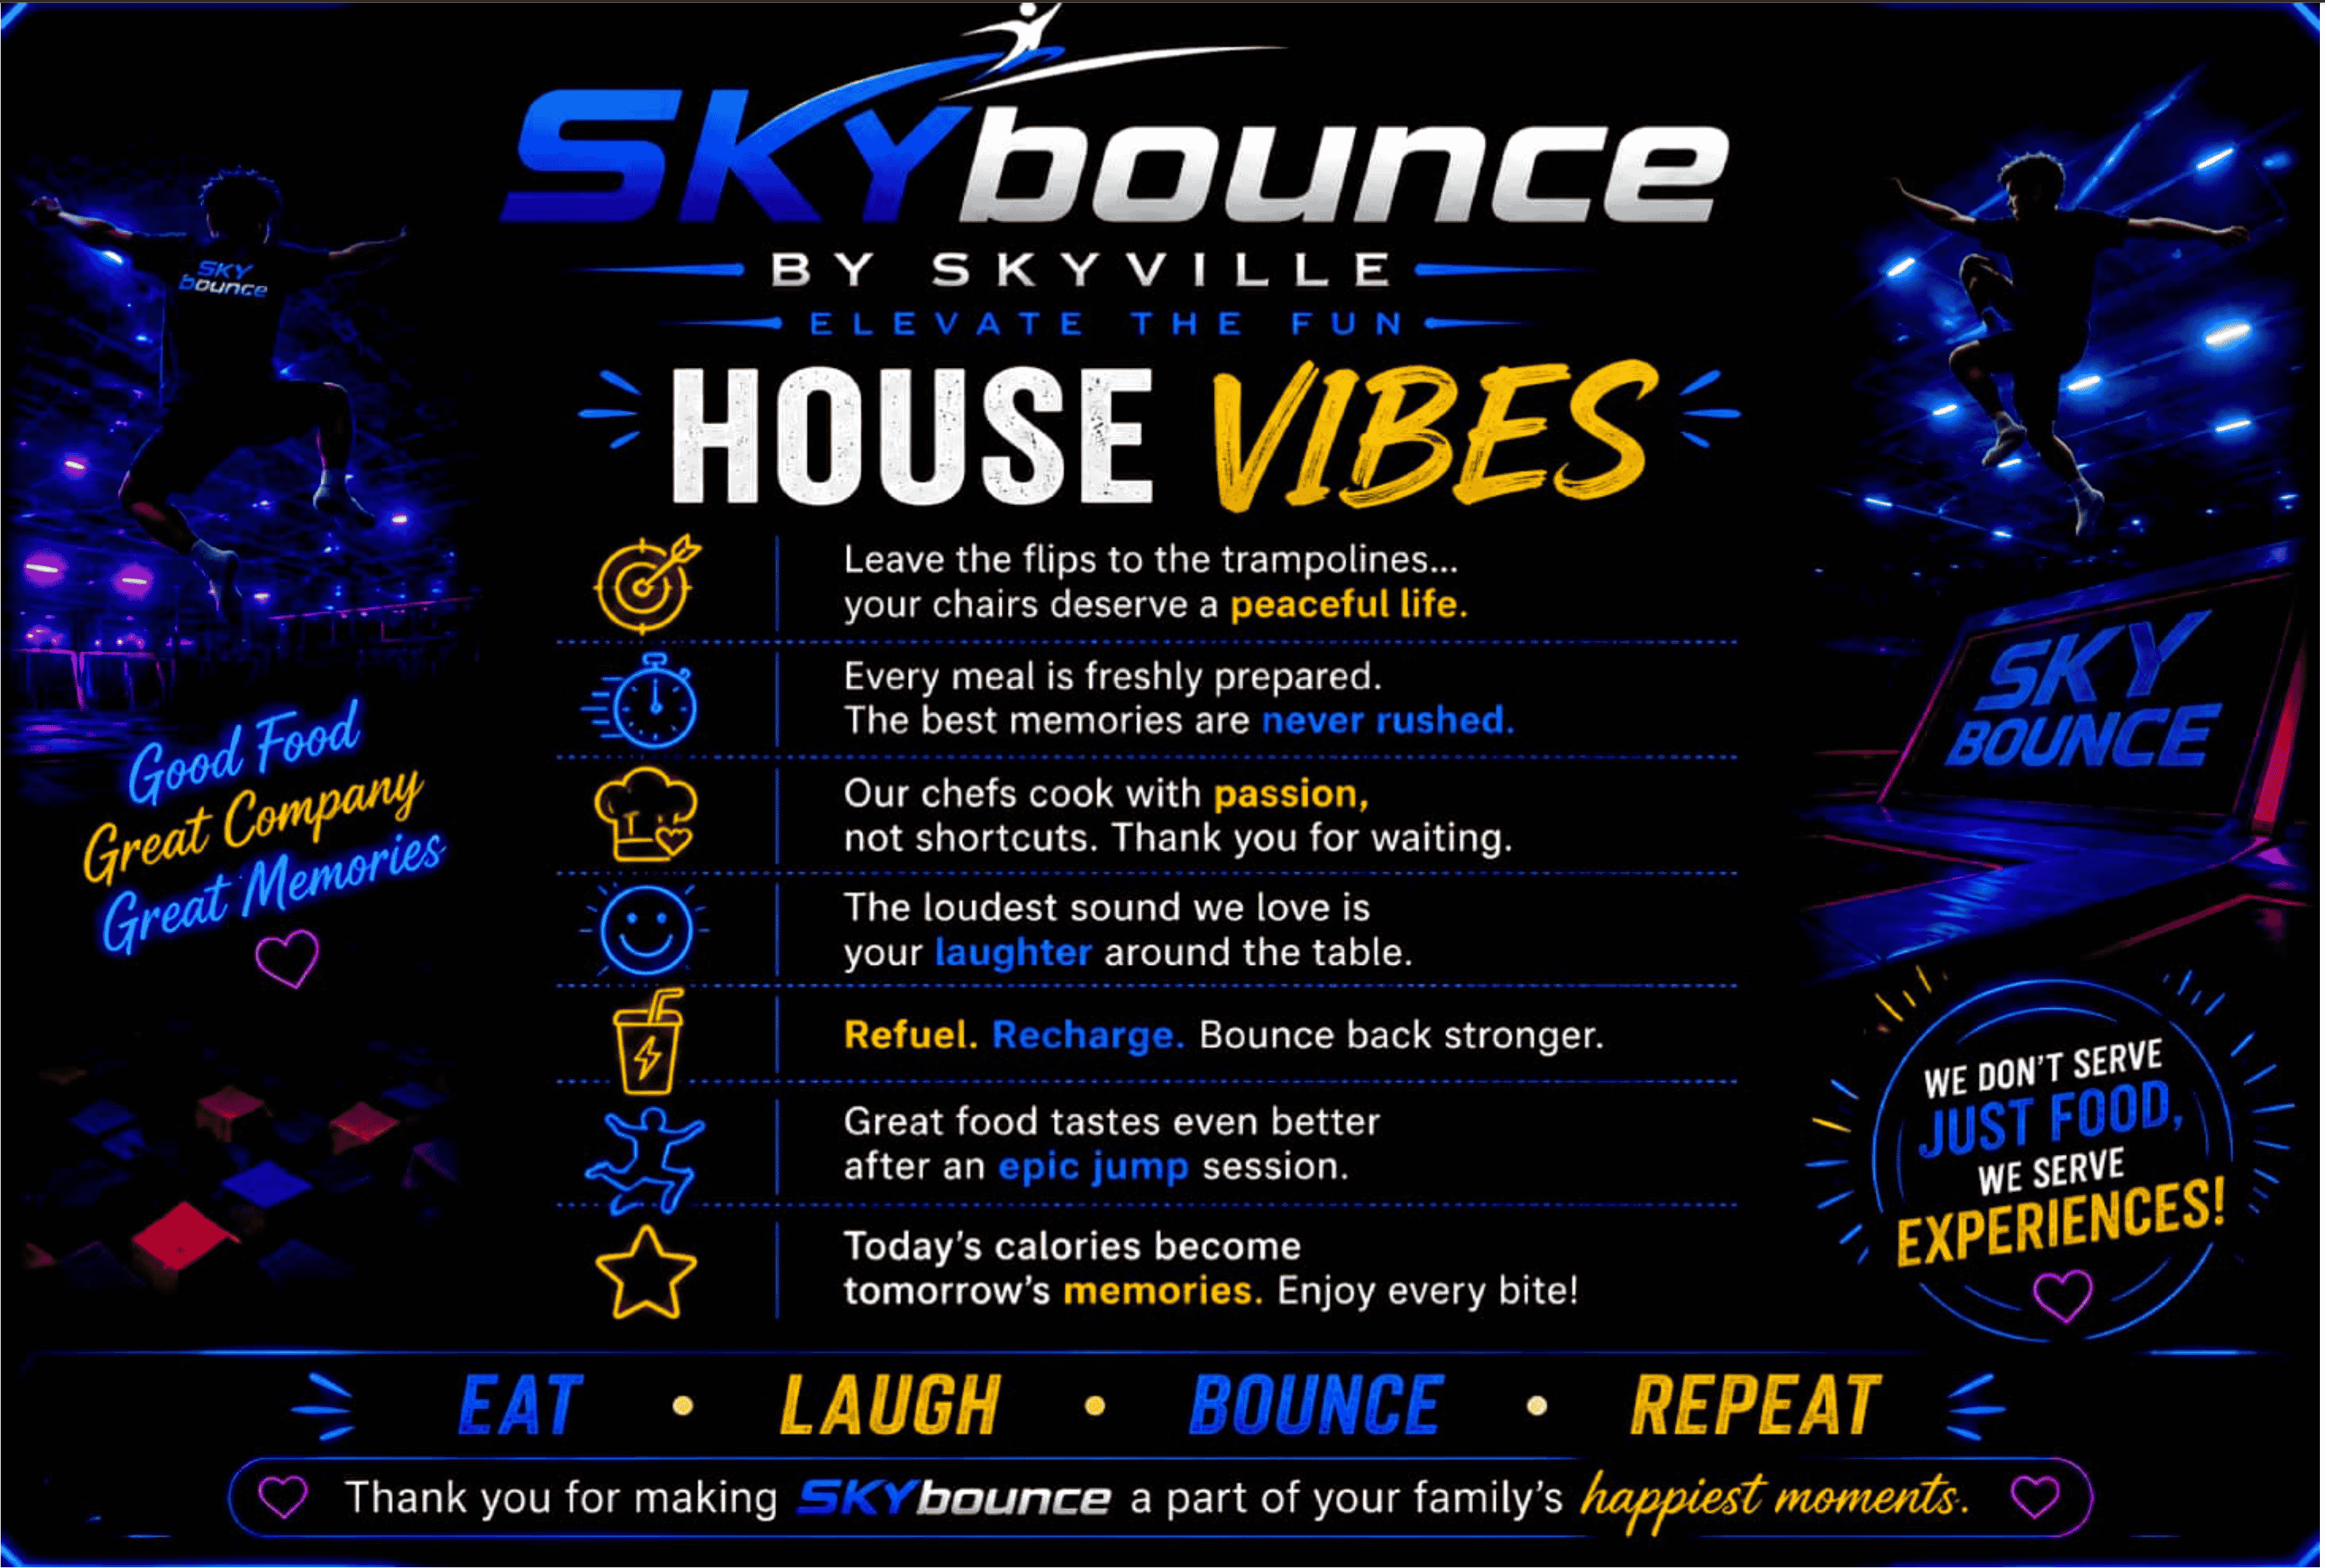 SKYbounce
BY SKYVILLE
ELEVATE THE FUN
HOUSE VIBES
SKY
bounce
Good Food
Great Company
Great Memories
Leave the flips to the trampolines...
your chairs deserve a peaceful life.
Every meal is freshly prepared.
The best memories are never rushed.
Our chefs cook with passion,
not shortcuts. Thank you for waiting.
The loudest sound we love is
your laughter around the table.
Refuel. Recharge. Bounce back stronger.
Great food tastes even better
after an epic jump session.
Today's calories become
tomorrow's memories. Enjoy every bite!
SKY
BOUNCE
WE DON'T SERVE
JUST FOOD,
WE SERVE
EXPERIENCES!
EAT • LAUGH • BOUNCE • REPEAT
Thank you for making SKYbounce a part of your family's happiest moments.